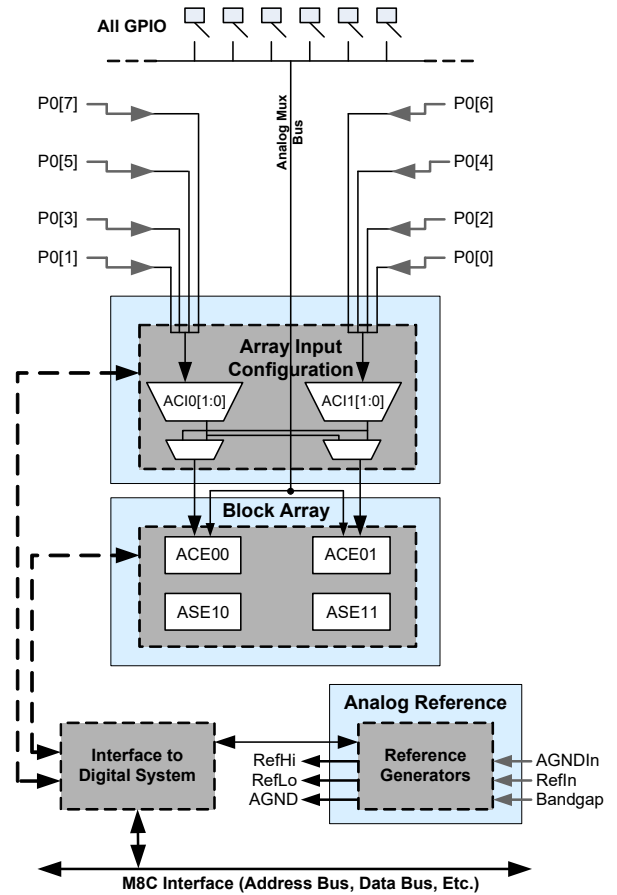 All GPIO
Analog Mux
Bus
P0[7]
P0[6]
P0[5]
P0[4]
P0[3]
P0[2]
P0[1]
P0[0]
Array Input
Configuration
ACI0[1:0]
ACI1[1:0]
Block Array
ACE00
ACE01
ASE10
ASE11
Analog Reference
Interface to
Digital System
RefHi
RefLo
AGND
Reference
Generators
AGNDIn
RefIn
Bandgap
M8C Interface (Address Bus, Data Bus, Etc.)